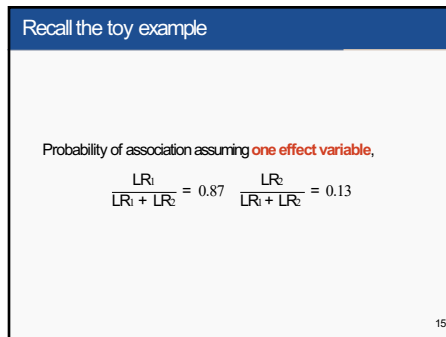 Recall the toy example
Probability of association assuming one effect variable,
LR₁ / (LR₁ + LR₂) = 0.87 LR₂ / (LR₁ + LR₂) = 0.13
15